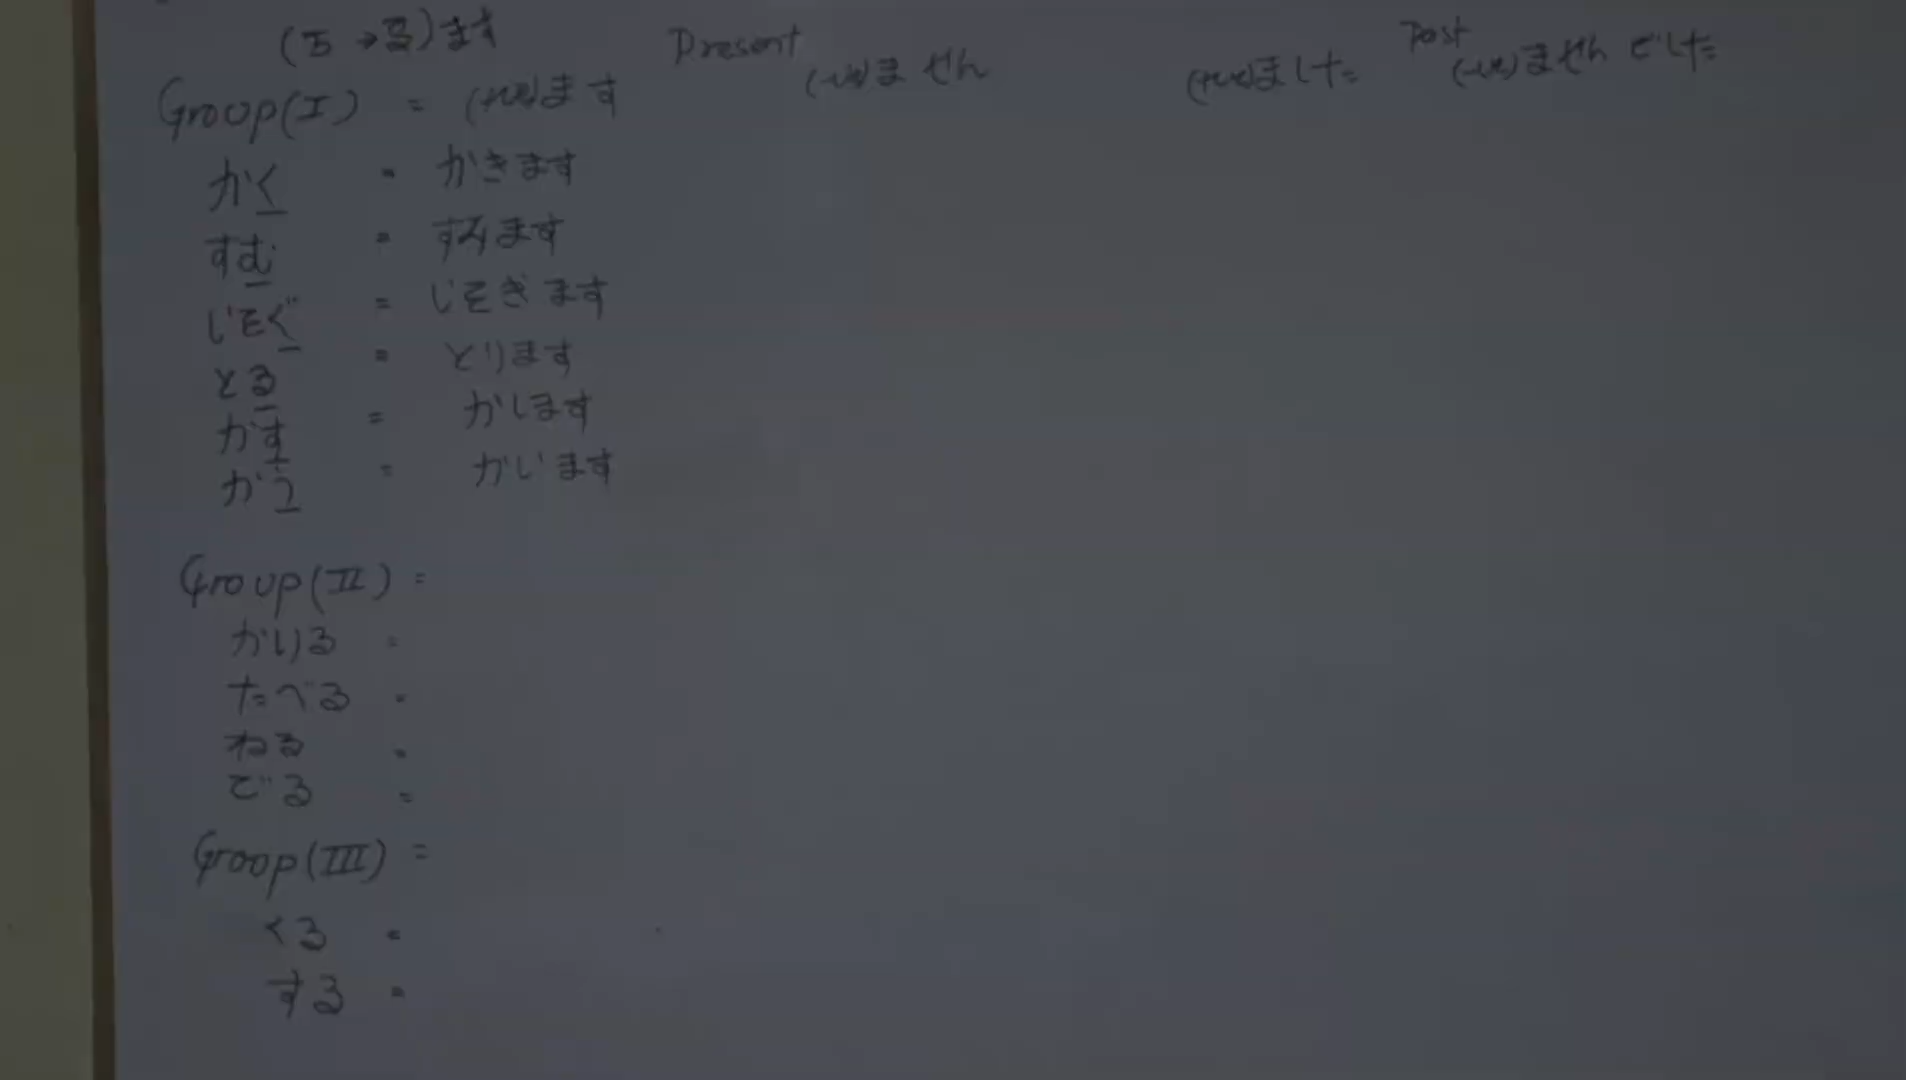 (う→る)ます
Present Past
Group(I) = (+ve)ます (-ve)ません (+ve)ました (-ve)ませんでした
かく = かきます
すむ = すみます
いそぐ = いそぎます
とる = とります
かす = かします
かう = かいます
Group(II) =
かりる =
たべる =
ねる =
でる =
Group(III) =
くる =
する =